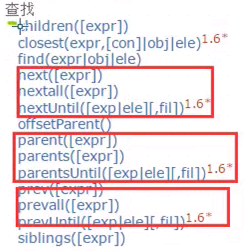 查找
children([expr])
closest(expr,[con]|obj|ele)1.6*
find(expr|obj|ele)
next([expr])
nextall([expr])
nextUntil([exp|ele][,fil])1.6*
offsetParent()
parent([expr])
parents([expr])
parentsUntil([exp|ele][,fil])1.6*
prev([expr])
prevall([expr])
prevUntil([exp|ele][,fil])1.6*
siblings([expr])